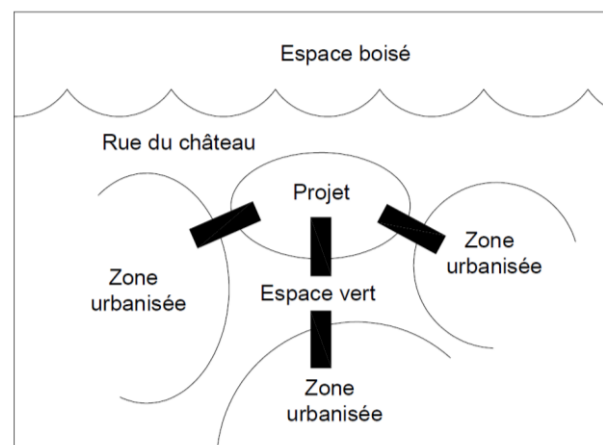 Espace boisé
Rue du château
Projet
Zone
urbanisée
Zone
urbanisée
Espace vert
Zone
urbanisée